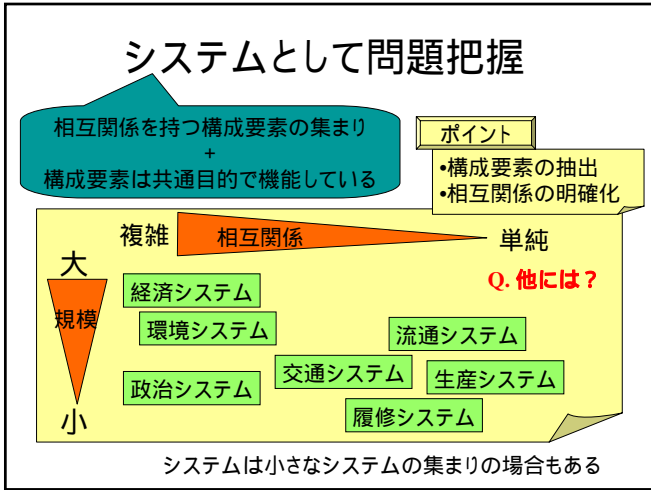 システムとして問題把握
相互関係を持つ構成要素の集まり
+
構成要素は共通目的で機能している
ポイント
•構成要素の抽出
•相互関係の明確化
複雑
相互関係
単純
大
Q. 他には？
規模
経済システム
環境システム
流通システム
交通システム
生産システム
政治システム
履修システム
小
システムは小さなシステムの集まりの場合もある